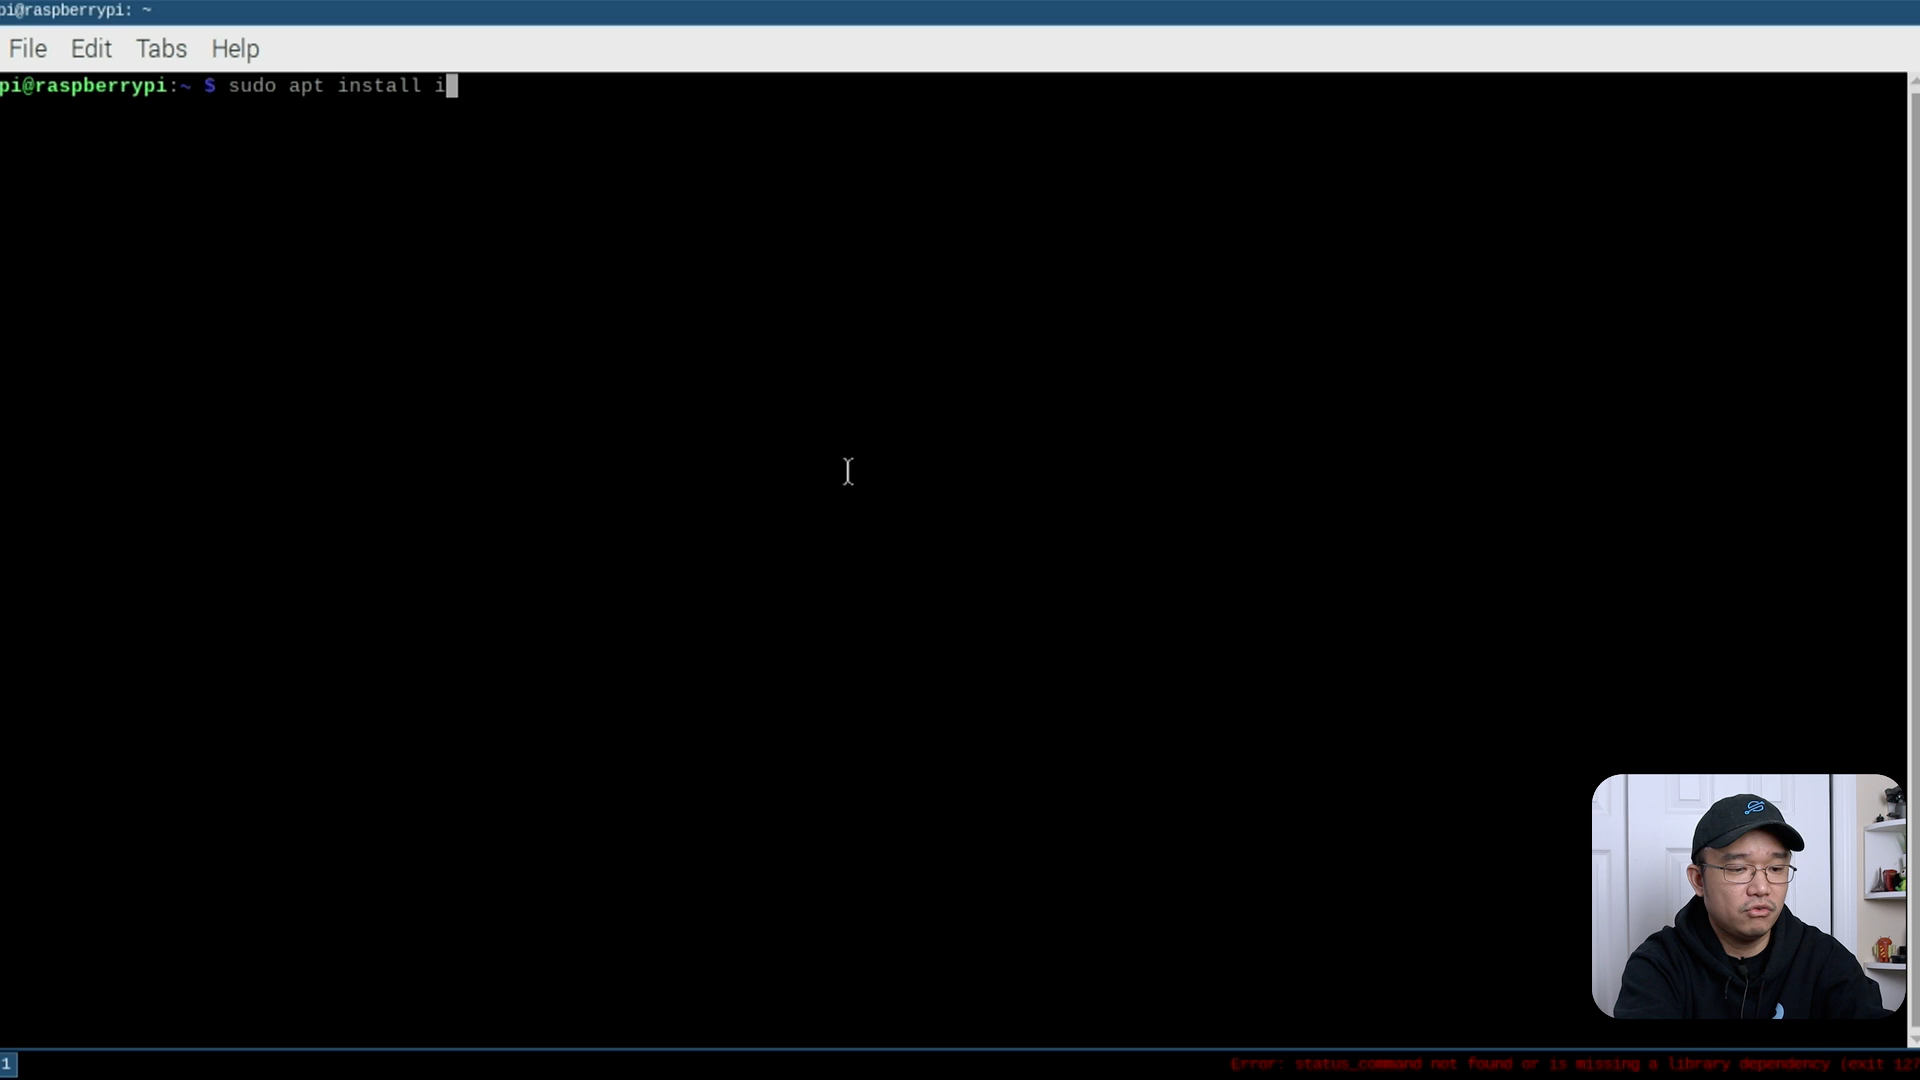 pi@raspberrypi: ~
File Edit Tabs Help
pi@raspberrypi:~ $ sudo apt install i
1
Error: status_command not found or is missing a library dependency (exit 127